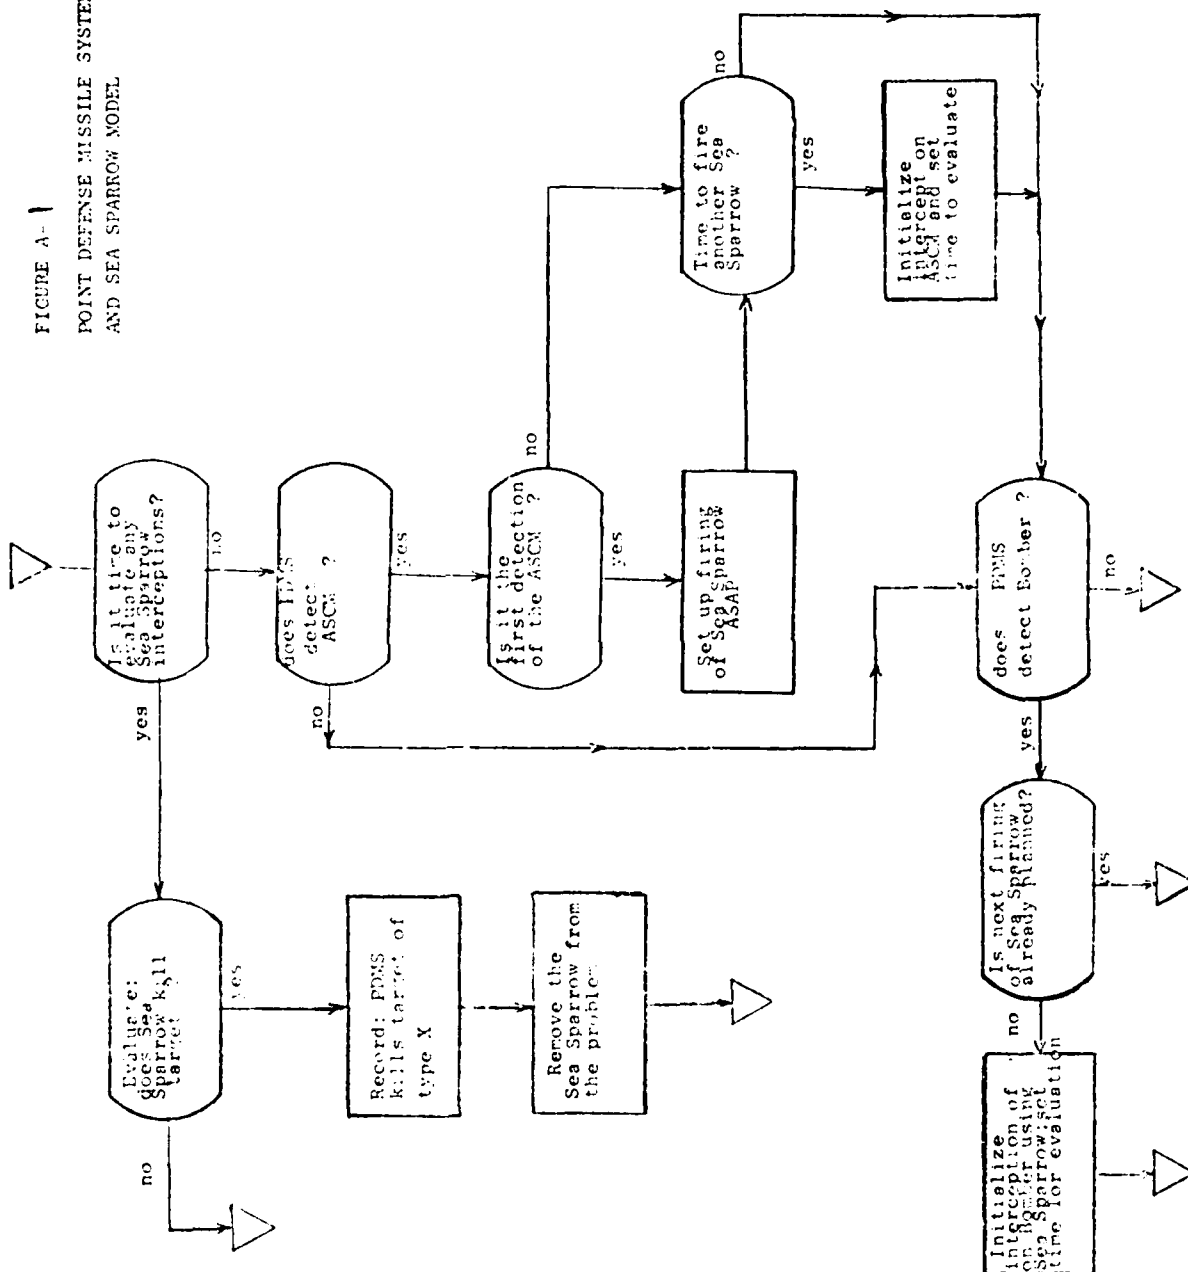 FIGURE A-1
POINT DEFENSE MISSILE SYSTEM
AND SEA SPARROW MODEL
Is it time to
evaluate any
Sea Sparrow
interceptions?
yes
no
Evaluate:
does Sea
Sparrow kill
target
no
yes
Record: PDMS
kills target of
type X
Remove the
Sea Sparrow from
the problem
does PDMS
detect
ASCM ?
no
yes
Is it the
first detection
of the ASCM ?
no
yes
Set up firing
of Sea Sparrow
ASAP
Time to fire
another Sea
Sparrow ?
no
yes
Initialize
intercept on
ASCM and set
time to evaluate
does PDMS
detect Bomber ?
yes
no
Is next firing
of Sea Sparrow
already planned?
no
yes
Initialize
interception of
on Bomber using
Sea Sparrow;set
time for evaluation